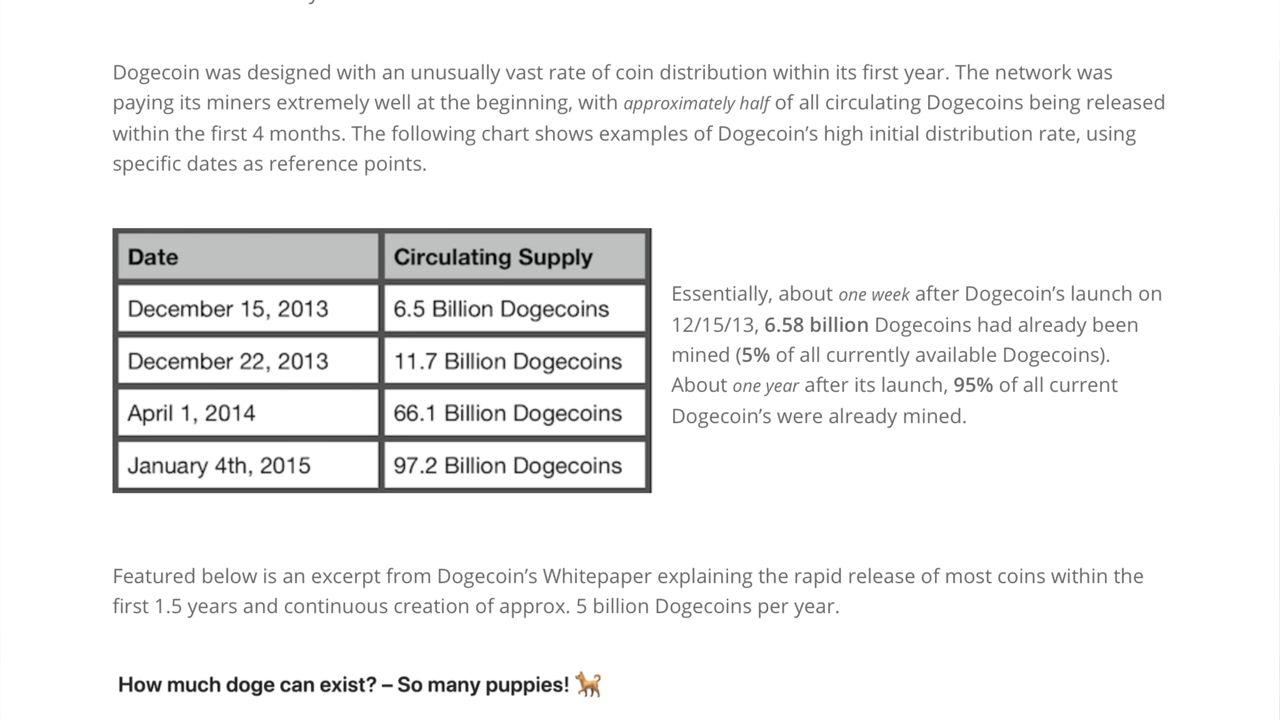 Dogecoin was designed with an unusually vast rate of coin distribution within its first year. The network was
paying its miners extremely well at the beginning, with approximately half of all circulating Dogecoins being released
within the first 4 months. The following chart shows examples of Dogecoin’s high initial distribution rate, using
specific dates as reference points.
Date Circulating Supply
December 15, 2013 6.5 Billion Dogecoins
December 22, 2013 11.7 Billion Dogecoins
April 1, 2014 66.1 Billion Dogecoins
January 4th, 2015 97.2 Billion Dogecoins
Essentially, about one week after Dogecoin’s launch on
12/15/13, 6.58 billion Dogecoins had already been
mined (5% of all currently available Dogecoins).
About one year after its launch, 95% of all current
Dogecoin’s were already mined.
Featured below is an excerpt from Dogecoin’s Whitepaper explaining the rapid release of most coins within the
first 1.5 years and continuous creation of approx. 5 billion Dogecoins per year.
How much doge can exist? – So many puppies! 🐕